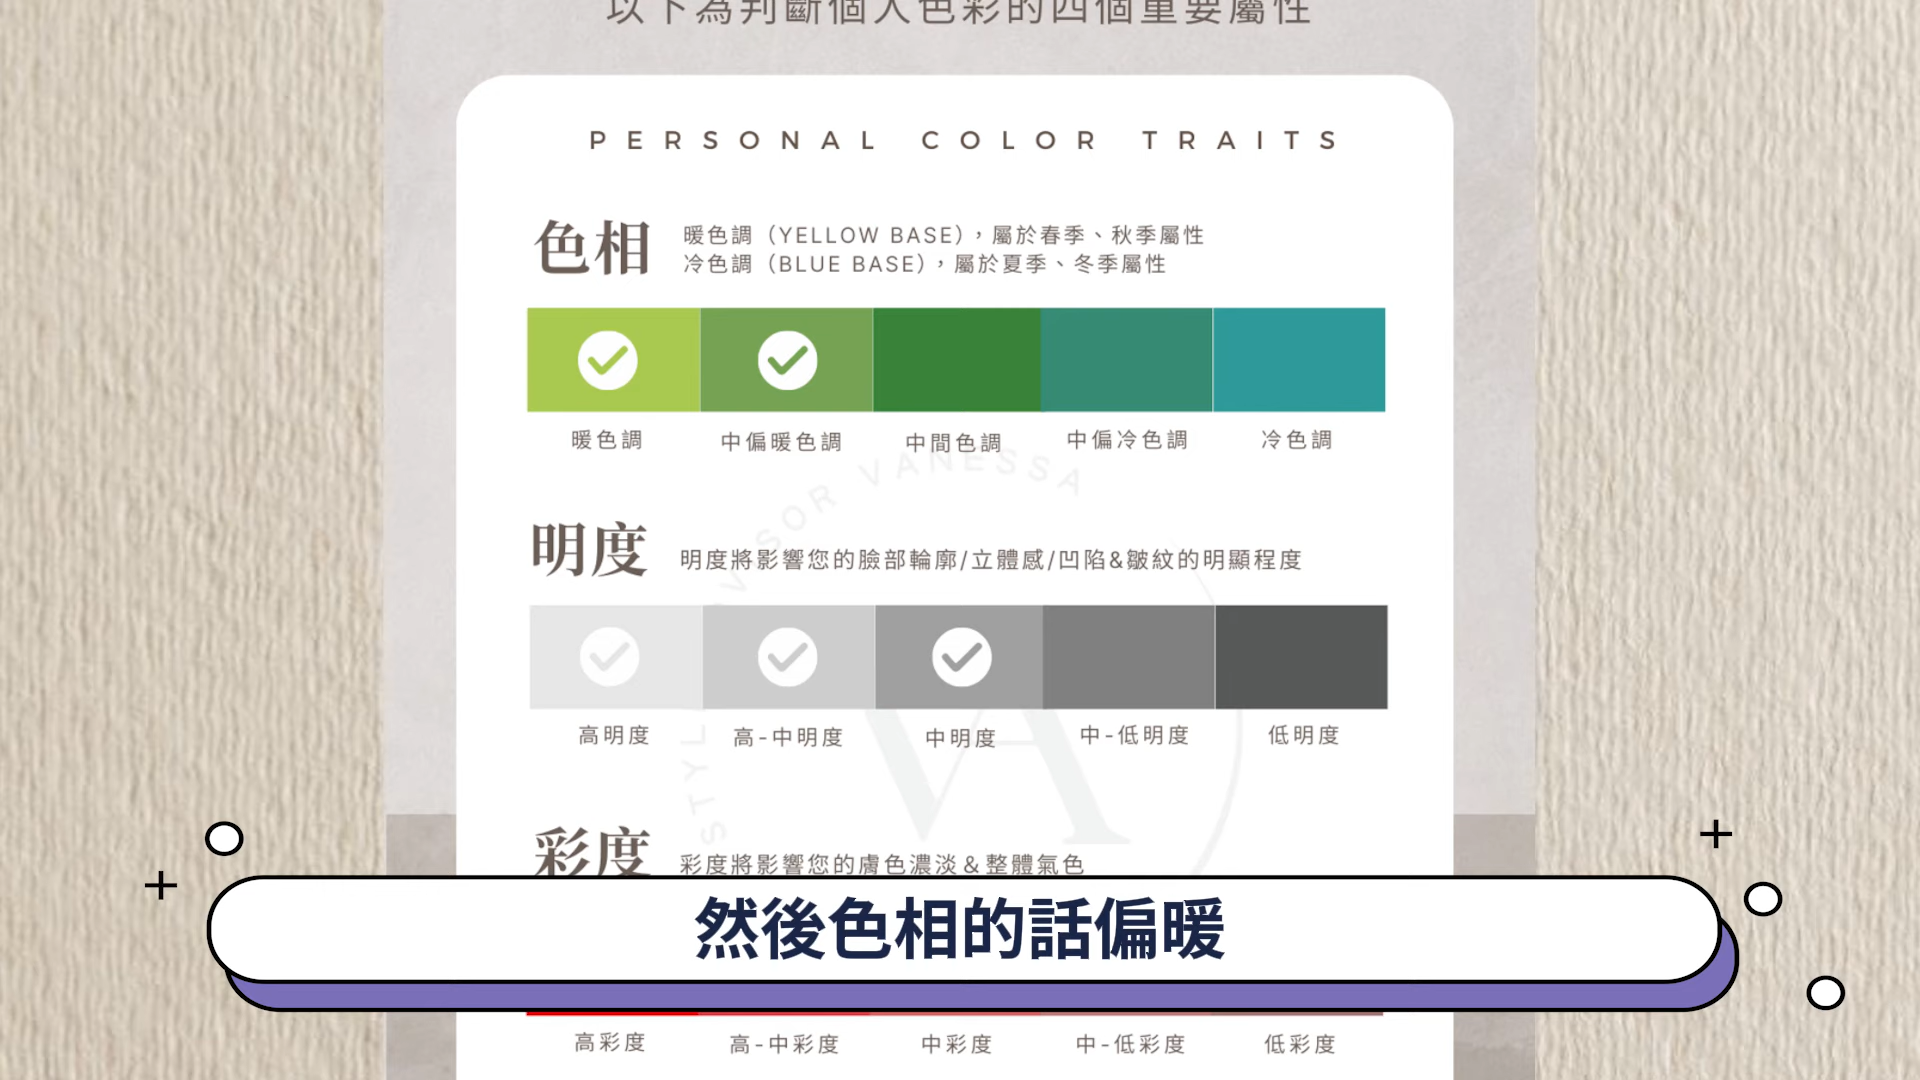 以下為判斷個人色彩的四個重要屬性
PERSONAL COLOR TRAITS
色相
暖色調（YELLOW BASE），屬於春季、秋季屬性
冷色調（BLUE BASE），屬於夏季、冬季屬性
暖色調
中偏暖色調
中間色調
中偏冷色調
冷色調
STYLE ADVISOR VANESSA
VA
明度
明度將影響您的臉部輪廓/立體感/凹陷&皺紋的明顯程度
高明度
高-中明度
中明度
中-低明度
低明度
彩度
彩度將影響您的膚色濃淡＆整體氣色
然後色相的話偏暖
高彩度
高-中彩度
中彩度
中-低彩度
低彩度